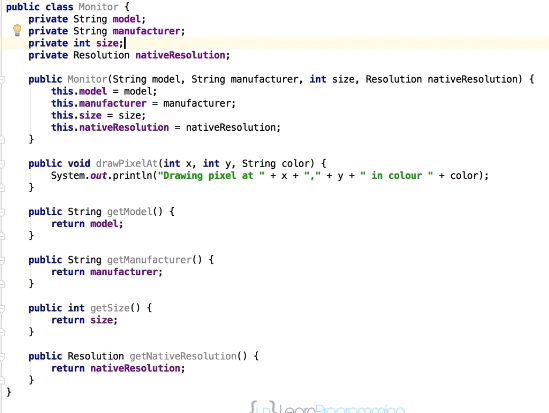 public class Monitor {
    private String model;
    private String manufacturer;
    private int size;
    private Resolution nativeResolution;

    public Monitor(String model, String manufacturer, int size, Resolution nativeResolution) {
        this.model = model;
        this.manufacturer = manufacturer;
        this.size = size;
        this.nativeResolution = nativeResolution;
    }

    public void drawPixelAt(int x, int y, String color) {
        System.out.println("Drawing pixel at " + x + "," + y + " in colour " + color);
    }

    public String getModel() {
        return model;
    }

    public String getManufacturer() {
        return manufacturer;
    }

    public int getSize() {
        return size;
    }

    public Resolution getNativeResolution() {
        return nativeResolution;
    }
}
LearnProgramming